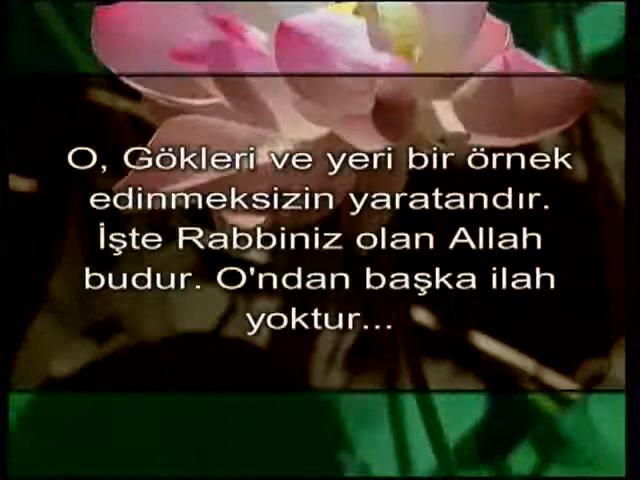 O, Gökleri ve yeri bir örnek
edinmeksizin yaratandır.
İşte Rabbiniz olan Allah
budur. O'ndan başka ilah
yoktur...